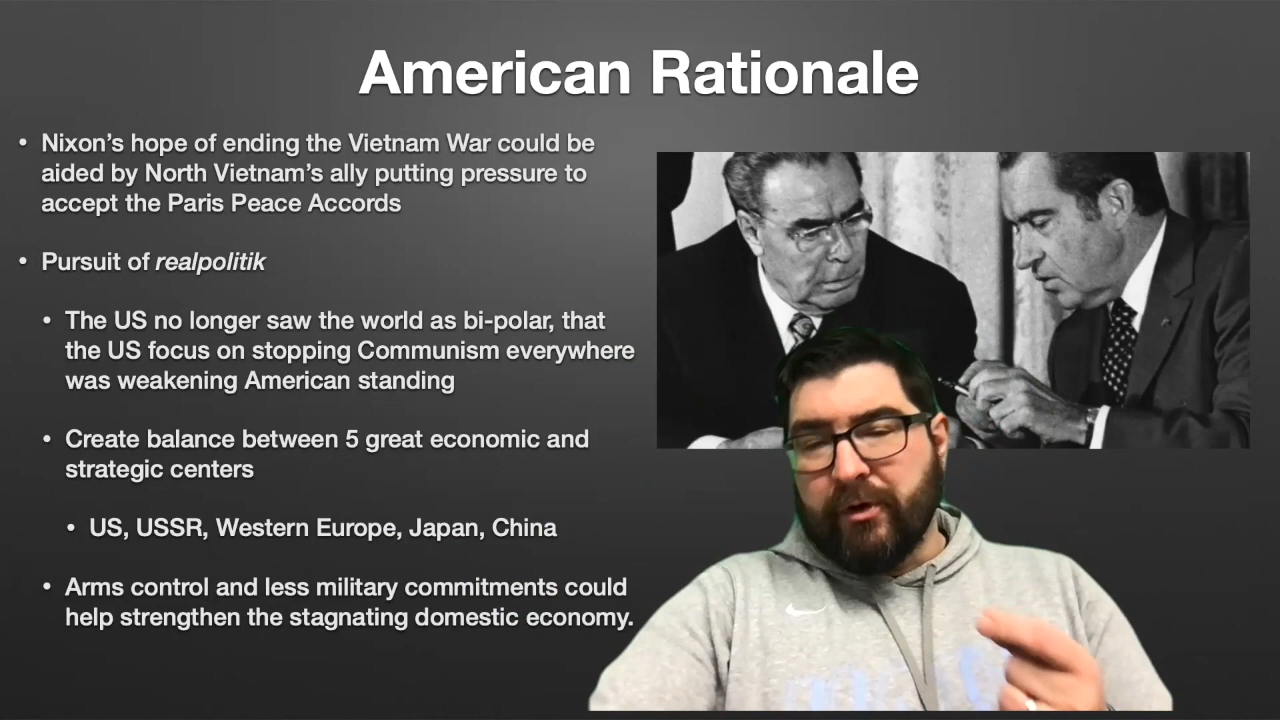 American Rationale
• Nixon’s hope of ending the Vietnam War could be
aided by North Vietnam’s ally putting pressure to
accept the Paris Peace Accords
• Pursuit of realpolitik
• The US no longer saw the world as bi-polar, that
the US focus on stopping Communism everywhere
was weakening American standing
• Create balance between 5 great economic and
strategic centers
• US, USSR, Western Europe, Japan, China
• Arms control and less military commitments could
help strengthen the stagnating domestic economy.